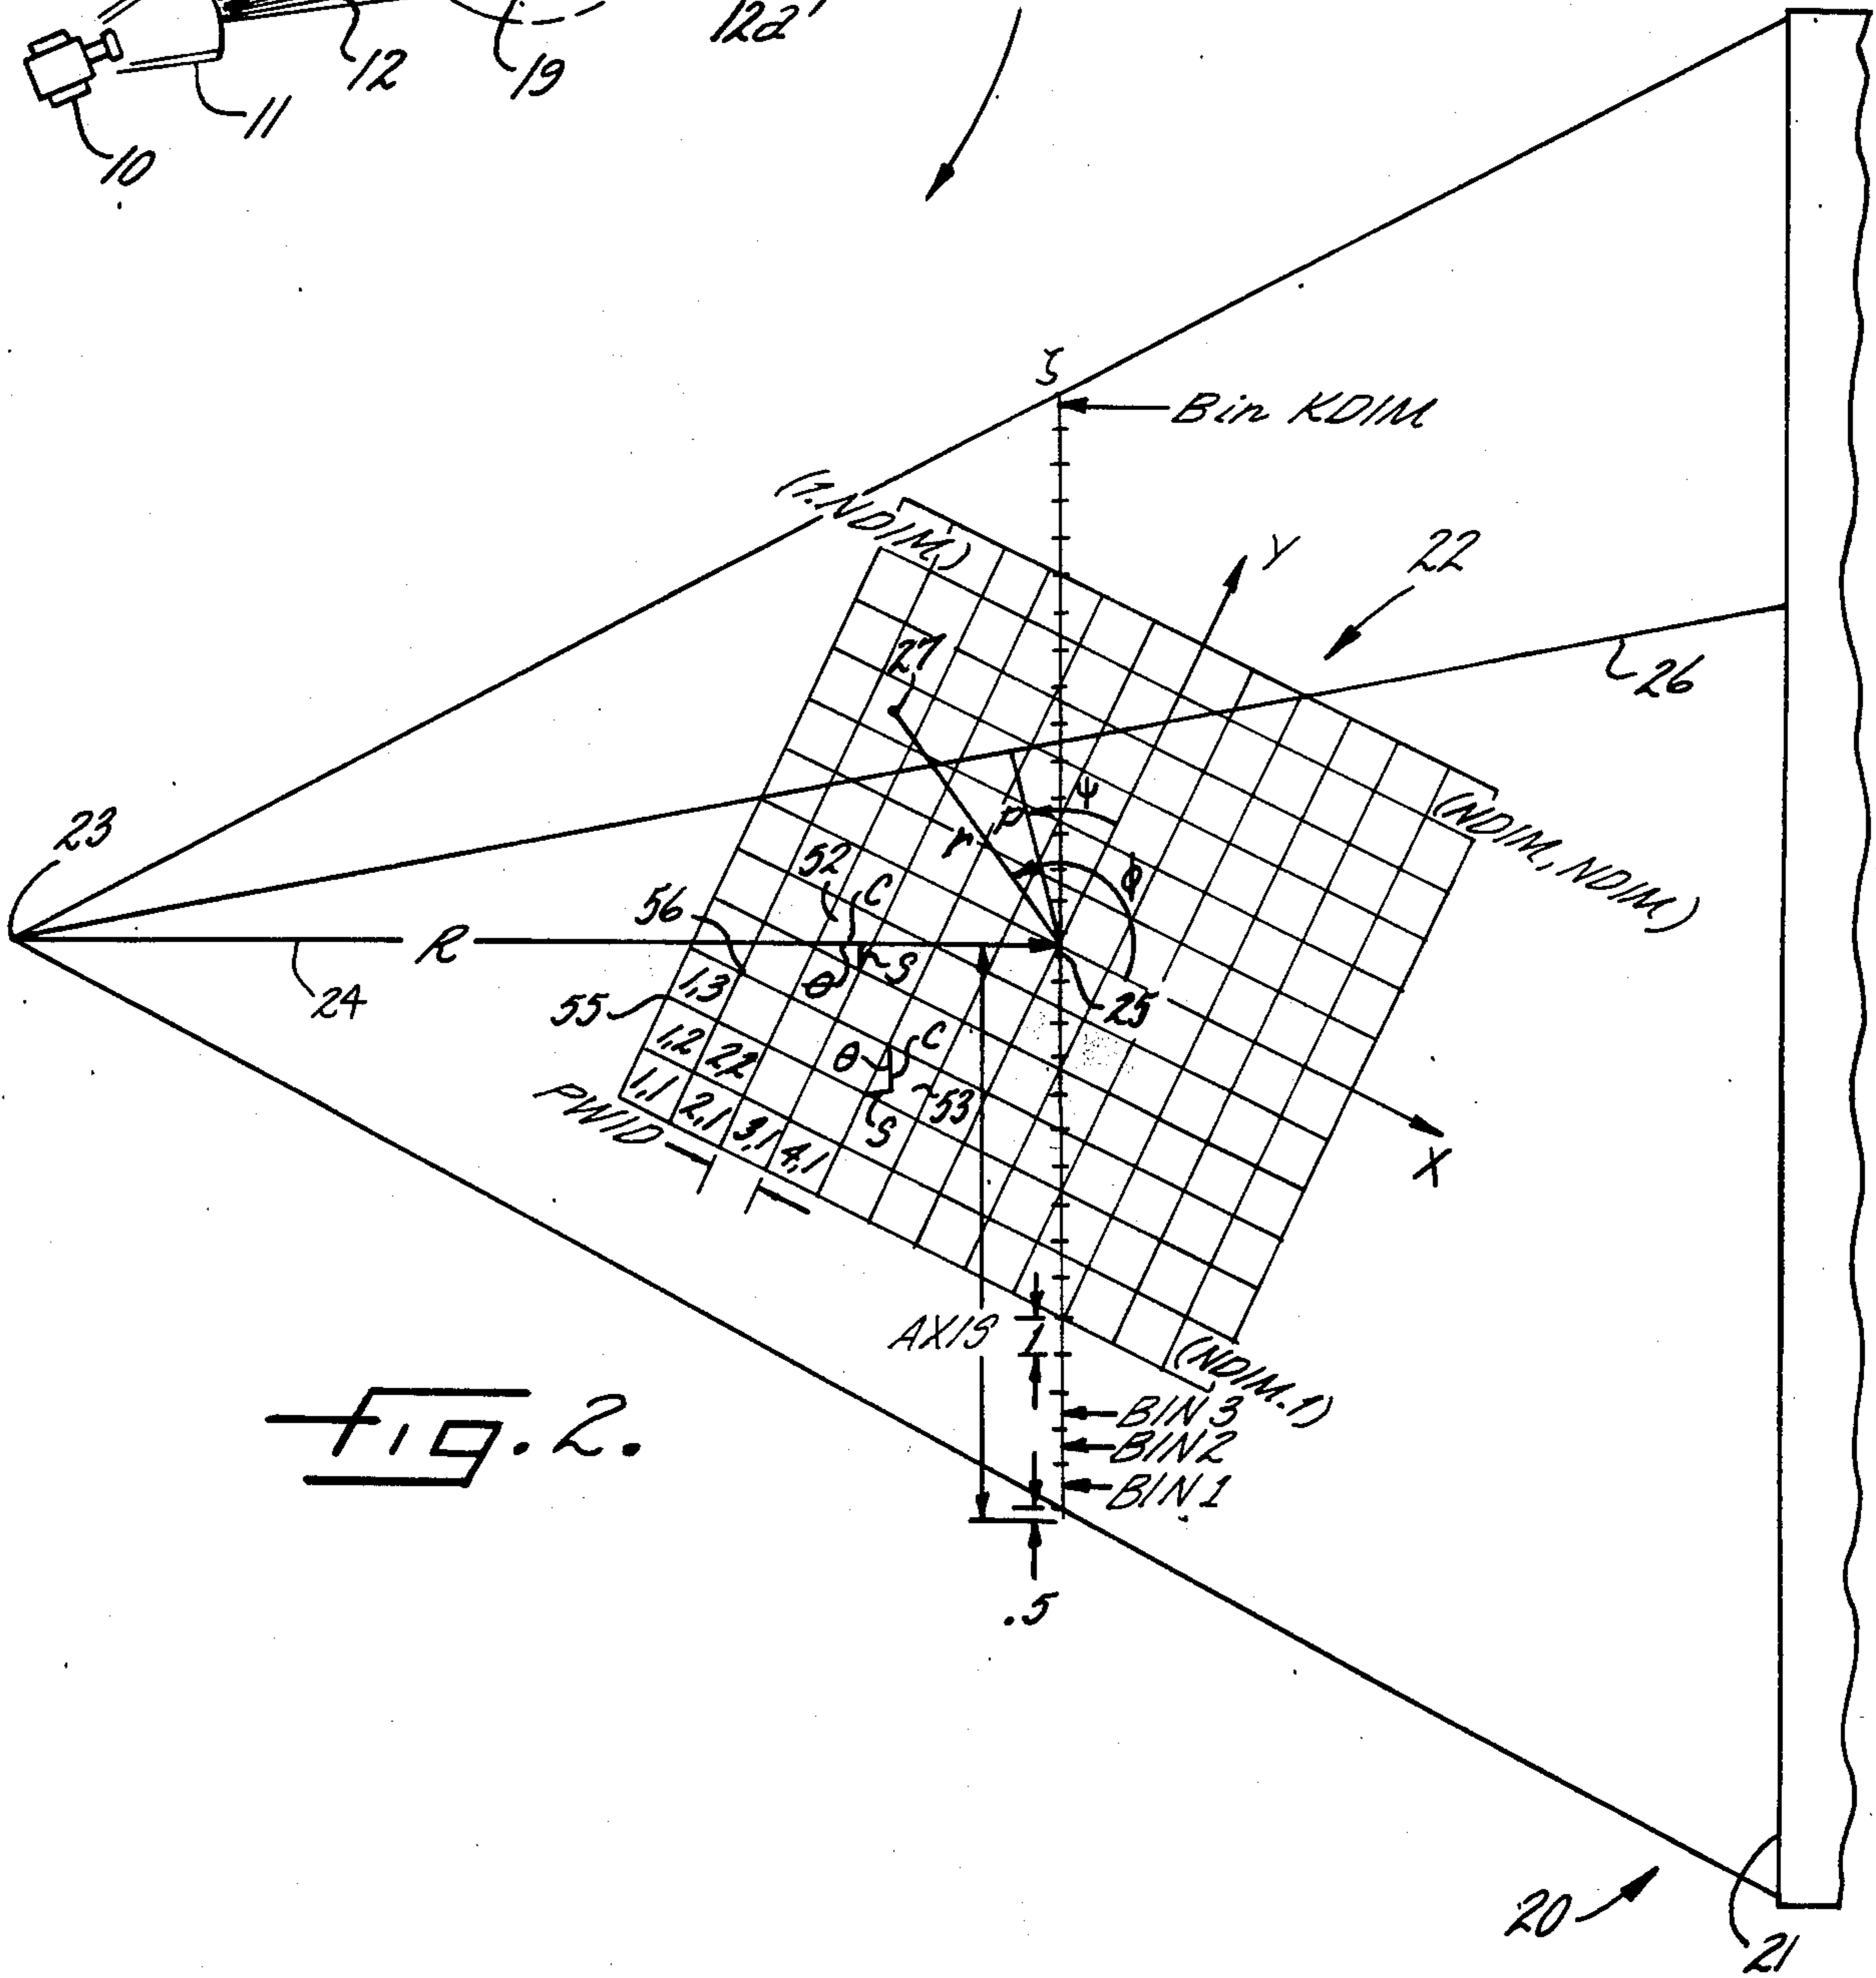 12
19
12d'
11
10
ζ
Bin KDIM
(1,NDIM)
Y
22
27
26
ψ
p
r
φ
(NDIM, NDIM)
23
52
C
56
R
θ
S
24
1,3
25
55
1,2 2,2
θ
C
53
S
1,1 2,1 3,1 4,1
PWID
X
AXIS
1
(NDIM,1)
BIN 3
BIN 2
BIN 1
.5
Fig. 2.
20
21